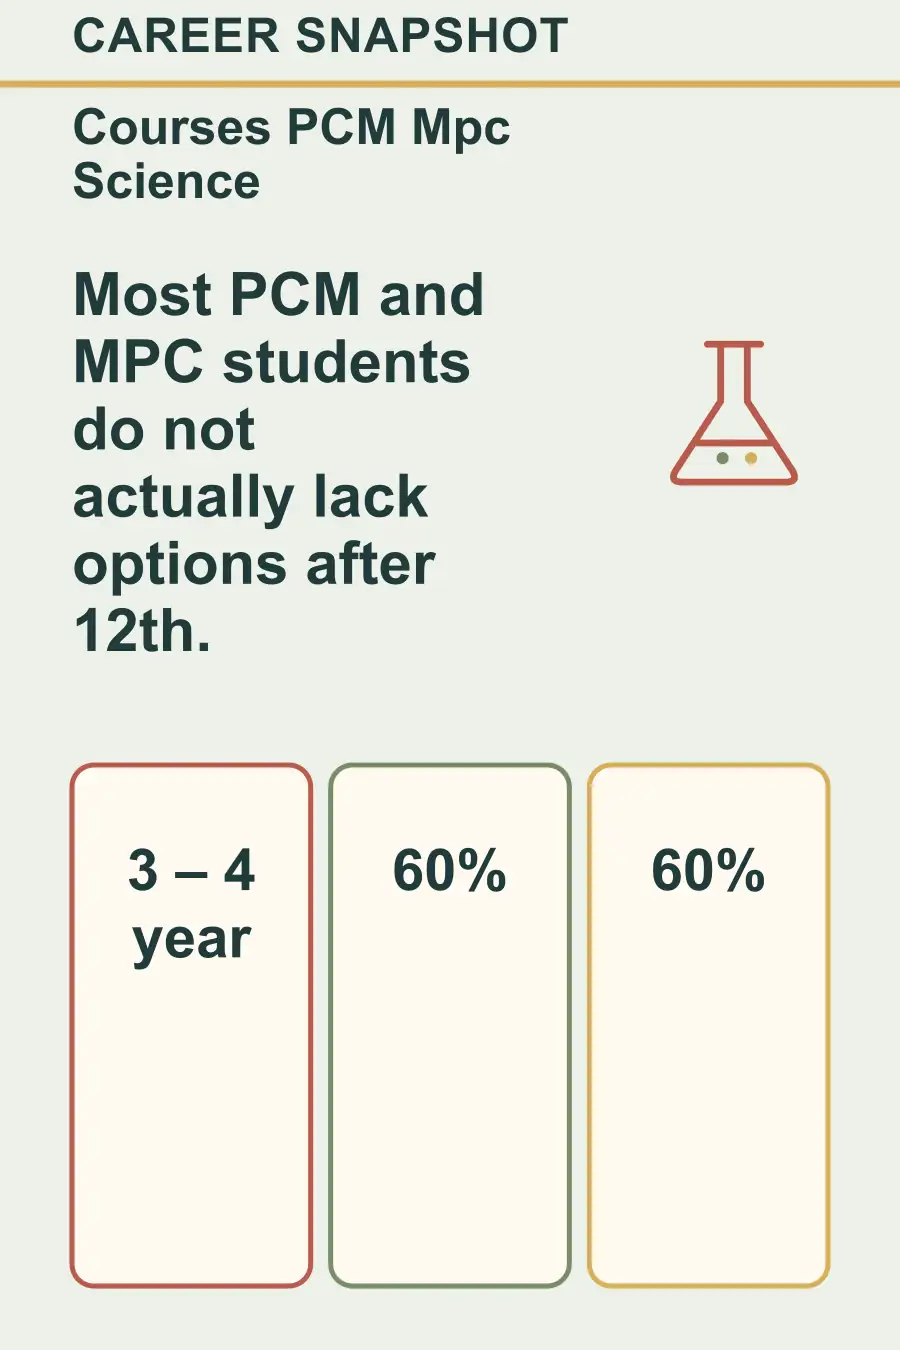 CAREER SNAPSHOT
Courses PCM Mpc
Science
Most PCM and
MPC students
do not
actually lack
options after
12th.
3 – 4
year
60%
60%